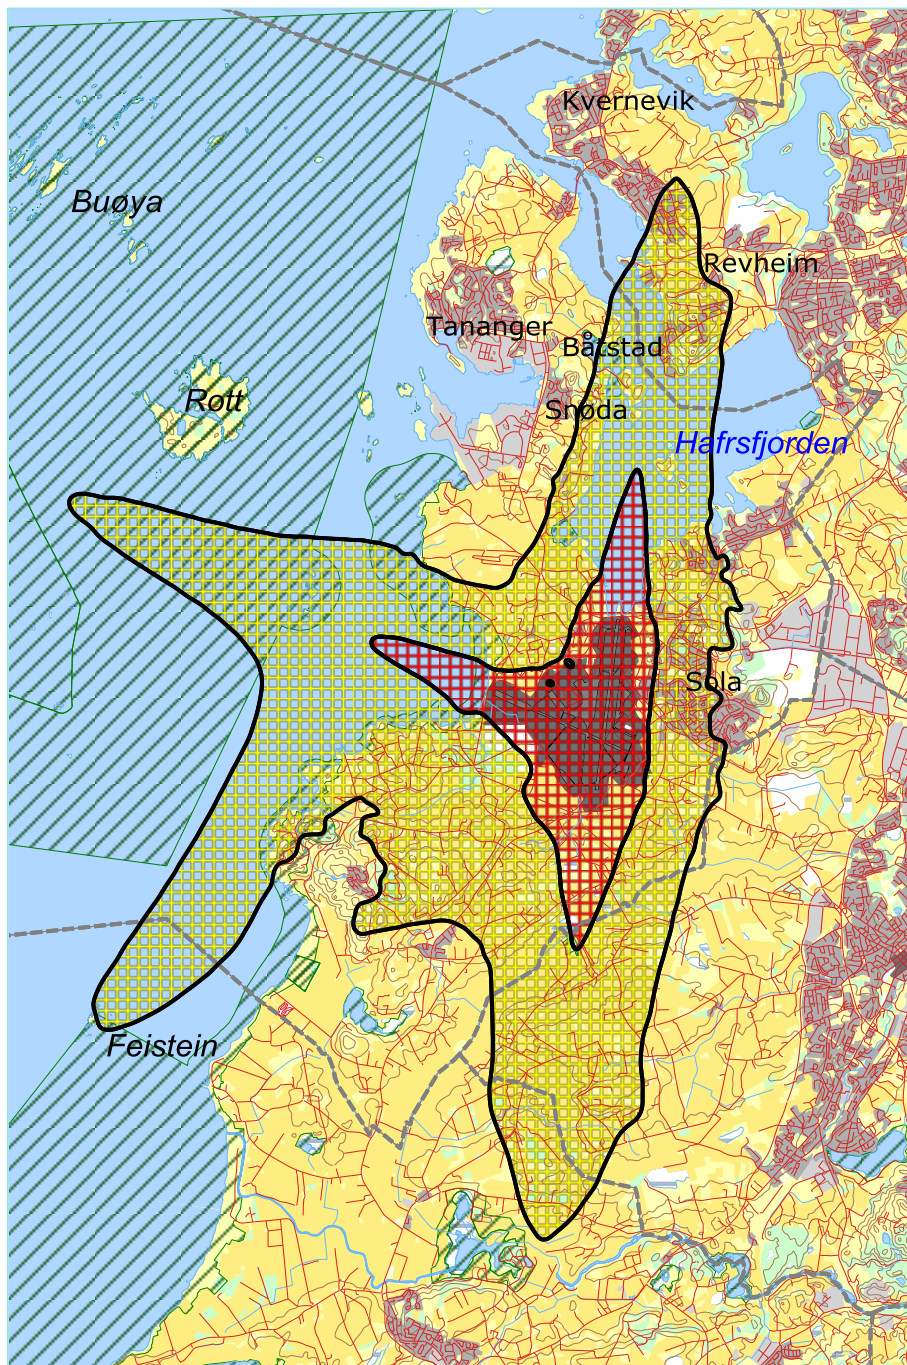 Kvernevik
Buøya
Revheim
Tananger
Båtstad
Rott
Snøda
Hafrsfjorden
Sola
Feistein